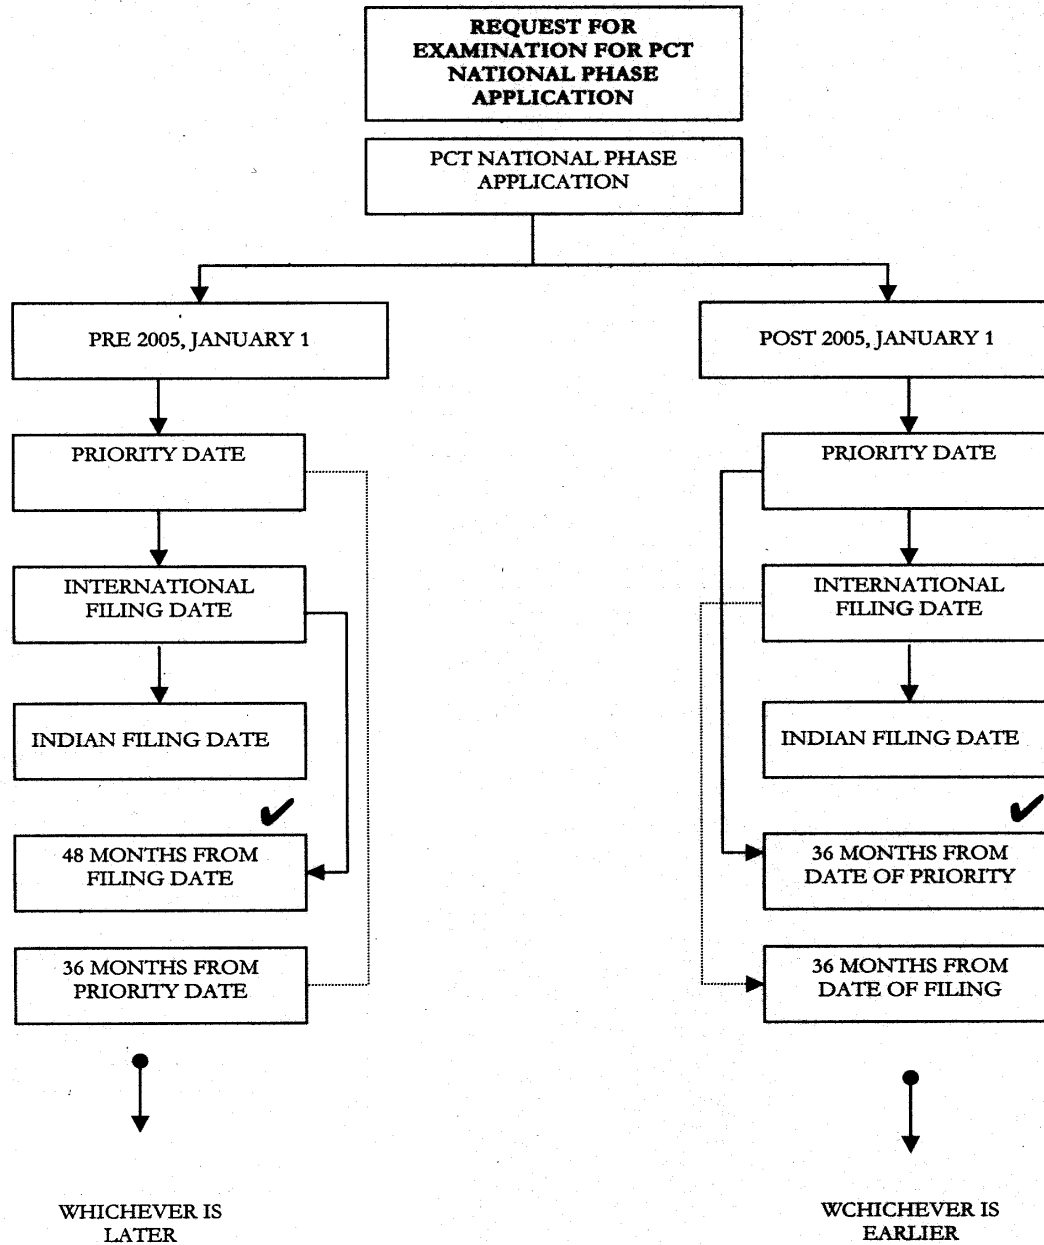 REQUEST FOR
EXAMINATION FOR PCT
NATIONAL PHASE
APPLICATION
PCT NATIONAL PHASE
APPLICATION
PRE 2005, JANUARY 1
POST 2005, JANUARY 1
PRIORITY DATE
PRIORITY DATE
INTERNATIONAL
FILING DATE
INTERNATIONAL
FILING DATE
INDIAN FILING DATE
INDIAN FILING DATE
48 MONTHS FROM
FILING DATE
36 MONTHS FROM
DATE OF PRIORITY
36 MONTHS FROM
PRIORITY DATE
36 MONTHS FROM
DATE OF FILING
WHICHEVER IS
LATER
WCHICHEVER IS
EARLIER